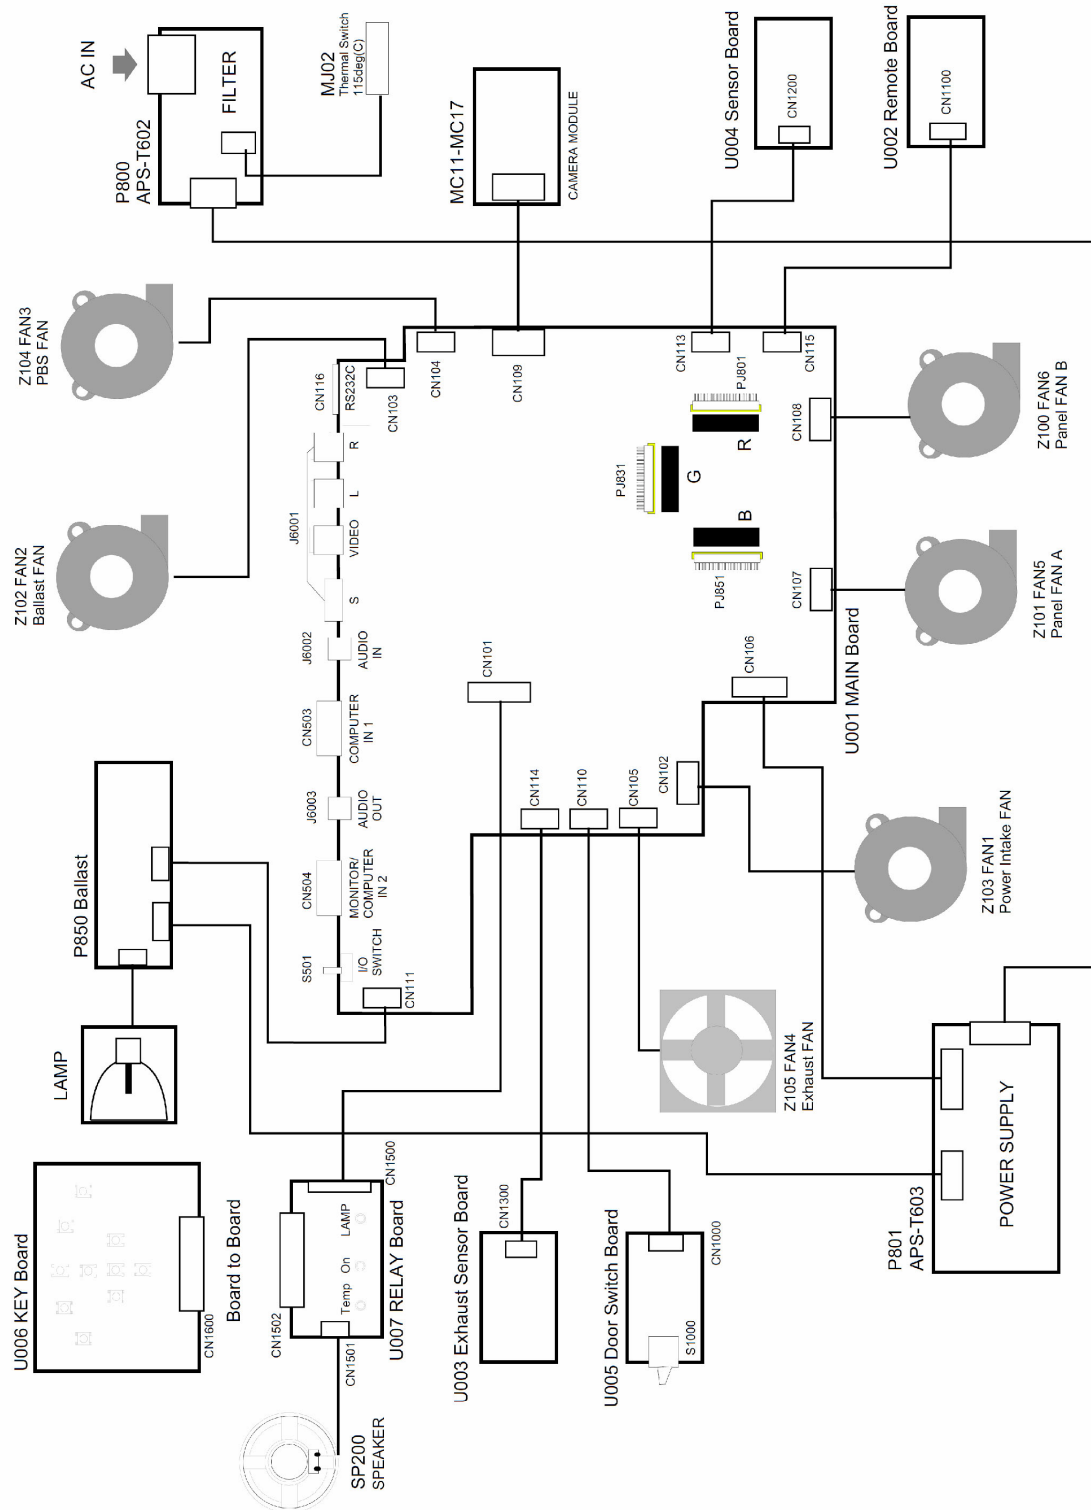 AC IN
FILTER
P800
APS-T602
MJ02
Thermal Switch
115deg(C)
MC11-MC17
CAMERA MODULE
U004 Sensor Board
CN1200
U002 Remote Board
CN1100
Z104 FAN3
PBS FAN
Z102 FAN2
Ballast FAN
CN116
RS232C
CN103
CN104
CN109
CN113
CN115
PJ801
R
PJ831
G
PJ851
B
CN108
Z100 FAN6
Panel FAN B
CN107
Z101 FAN5
Panel FAN A
J6001
R
L
VIDEO
S
J6002
AUDIO
IN
CN503
COMPUTER
IN 1
J6003
AUDIO
OUT
CN504
MONITOR/
COMPUTER
IN 2
S501
I/O
SWITCH
CN111
CN101
CN106
U001 MAIN Board
CN114
CN110
CN105
CN102
Z103 FAN1
Power Intake FAN
P850 Ballast
LAMP
Z105 FAN4
Exhaust FAN
P801
APS-T603
POWER SUPPLY
U006 KEY Board
CN1600
Board to Board
CN1502
CN1500
Temp
On
LAMP
CN1501
U007 RELAY Board
SP200
SPEAKER
U003 Exhaust Sensor Board
CN1300
U005 Door Switch Board
S1000
CN1000